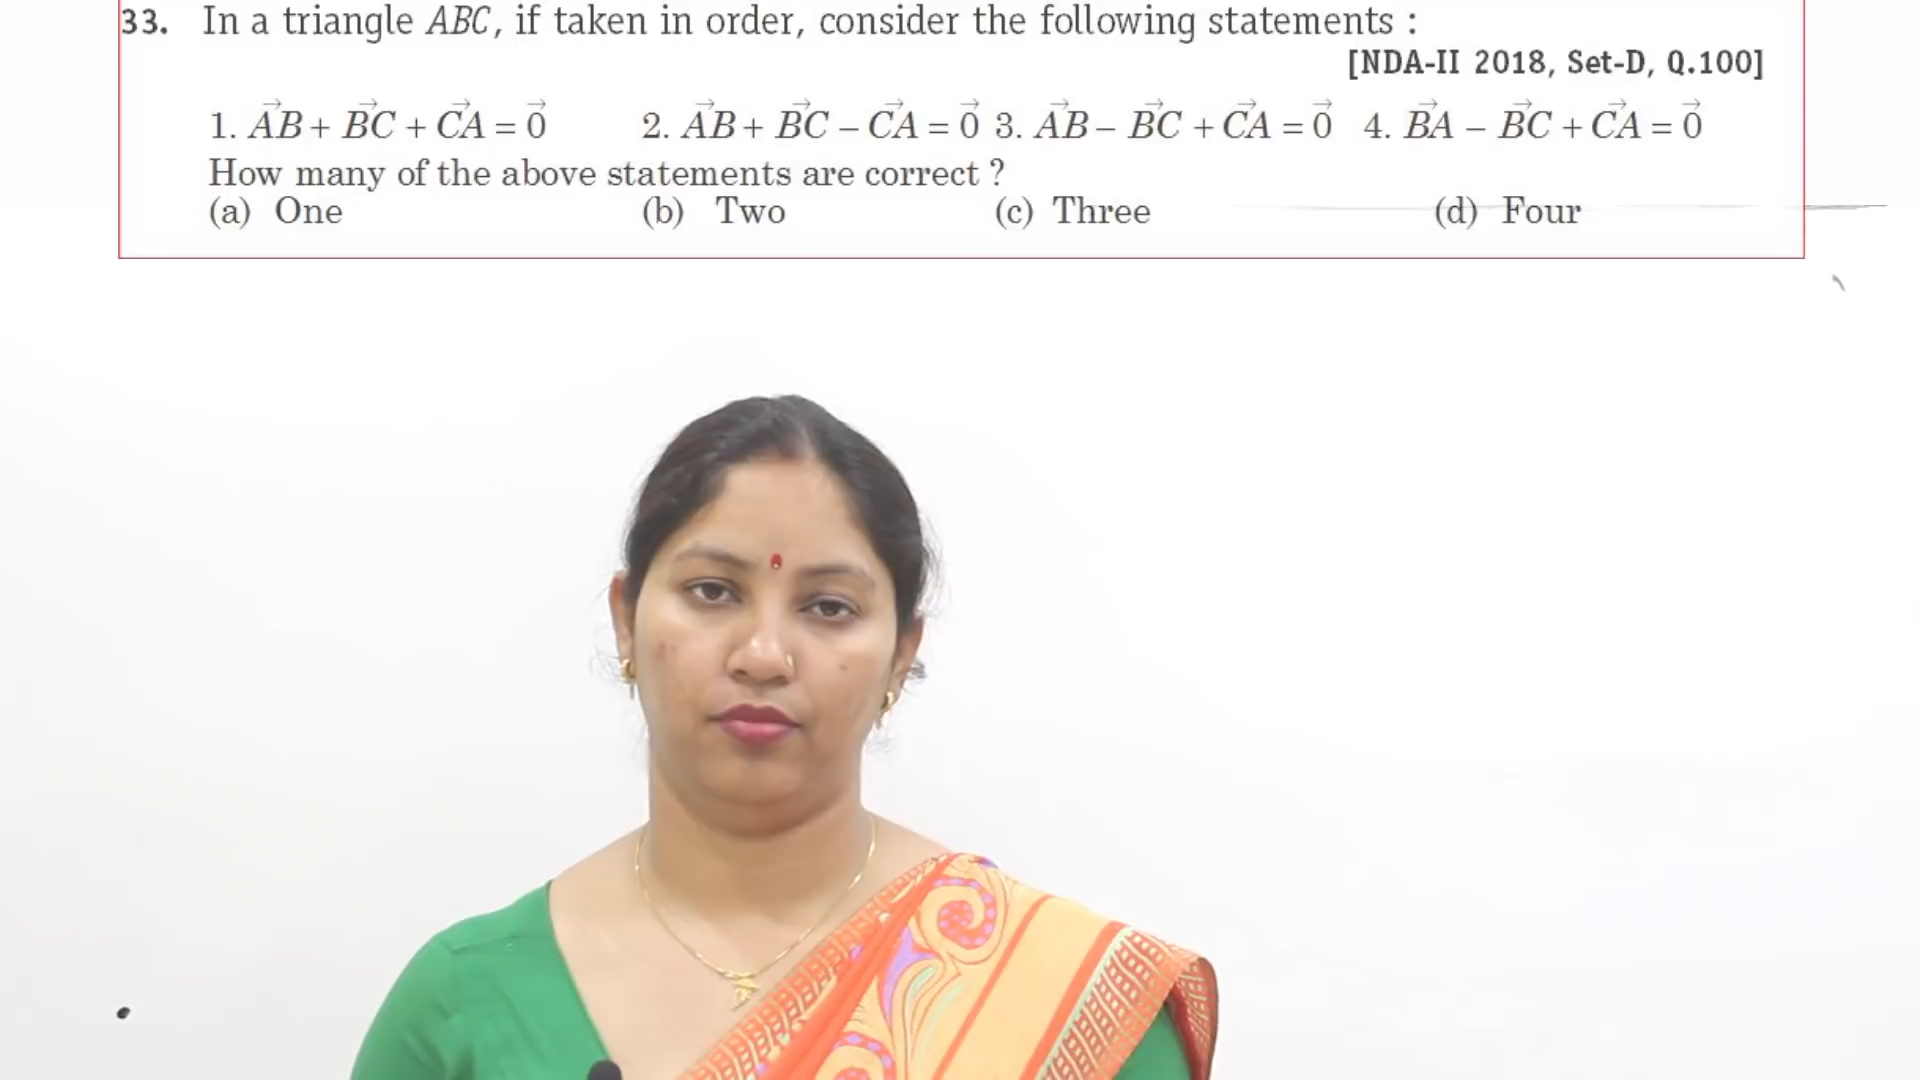 33. In a triangle ABC, if taken in order, consider the following statements :
[NDA-II 2018, Set-D, Q.100]
1. A⃗B + B⃗C + C⃗A = 0⃗ 2. A⃗B + B⃗C – C⃗A = 0⃗ 3. A⃗B – B⃗C + C⃗A = 0⃗ 4. B⃗A – B⃗C + C⃗A = 0⃗
How many of the above statements are correct ?
(a) One (b) Two (c) Three (d) Four